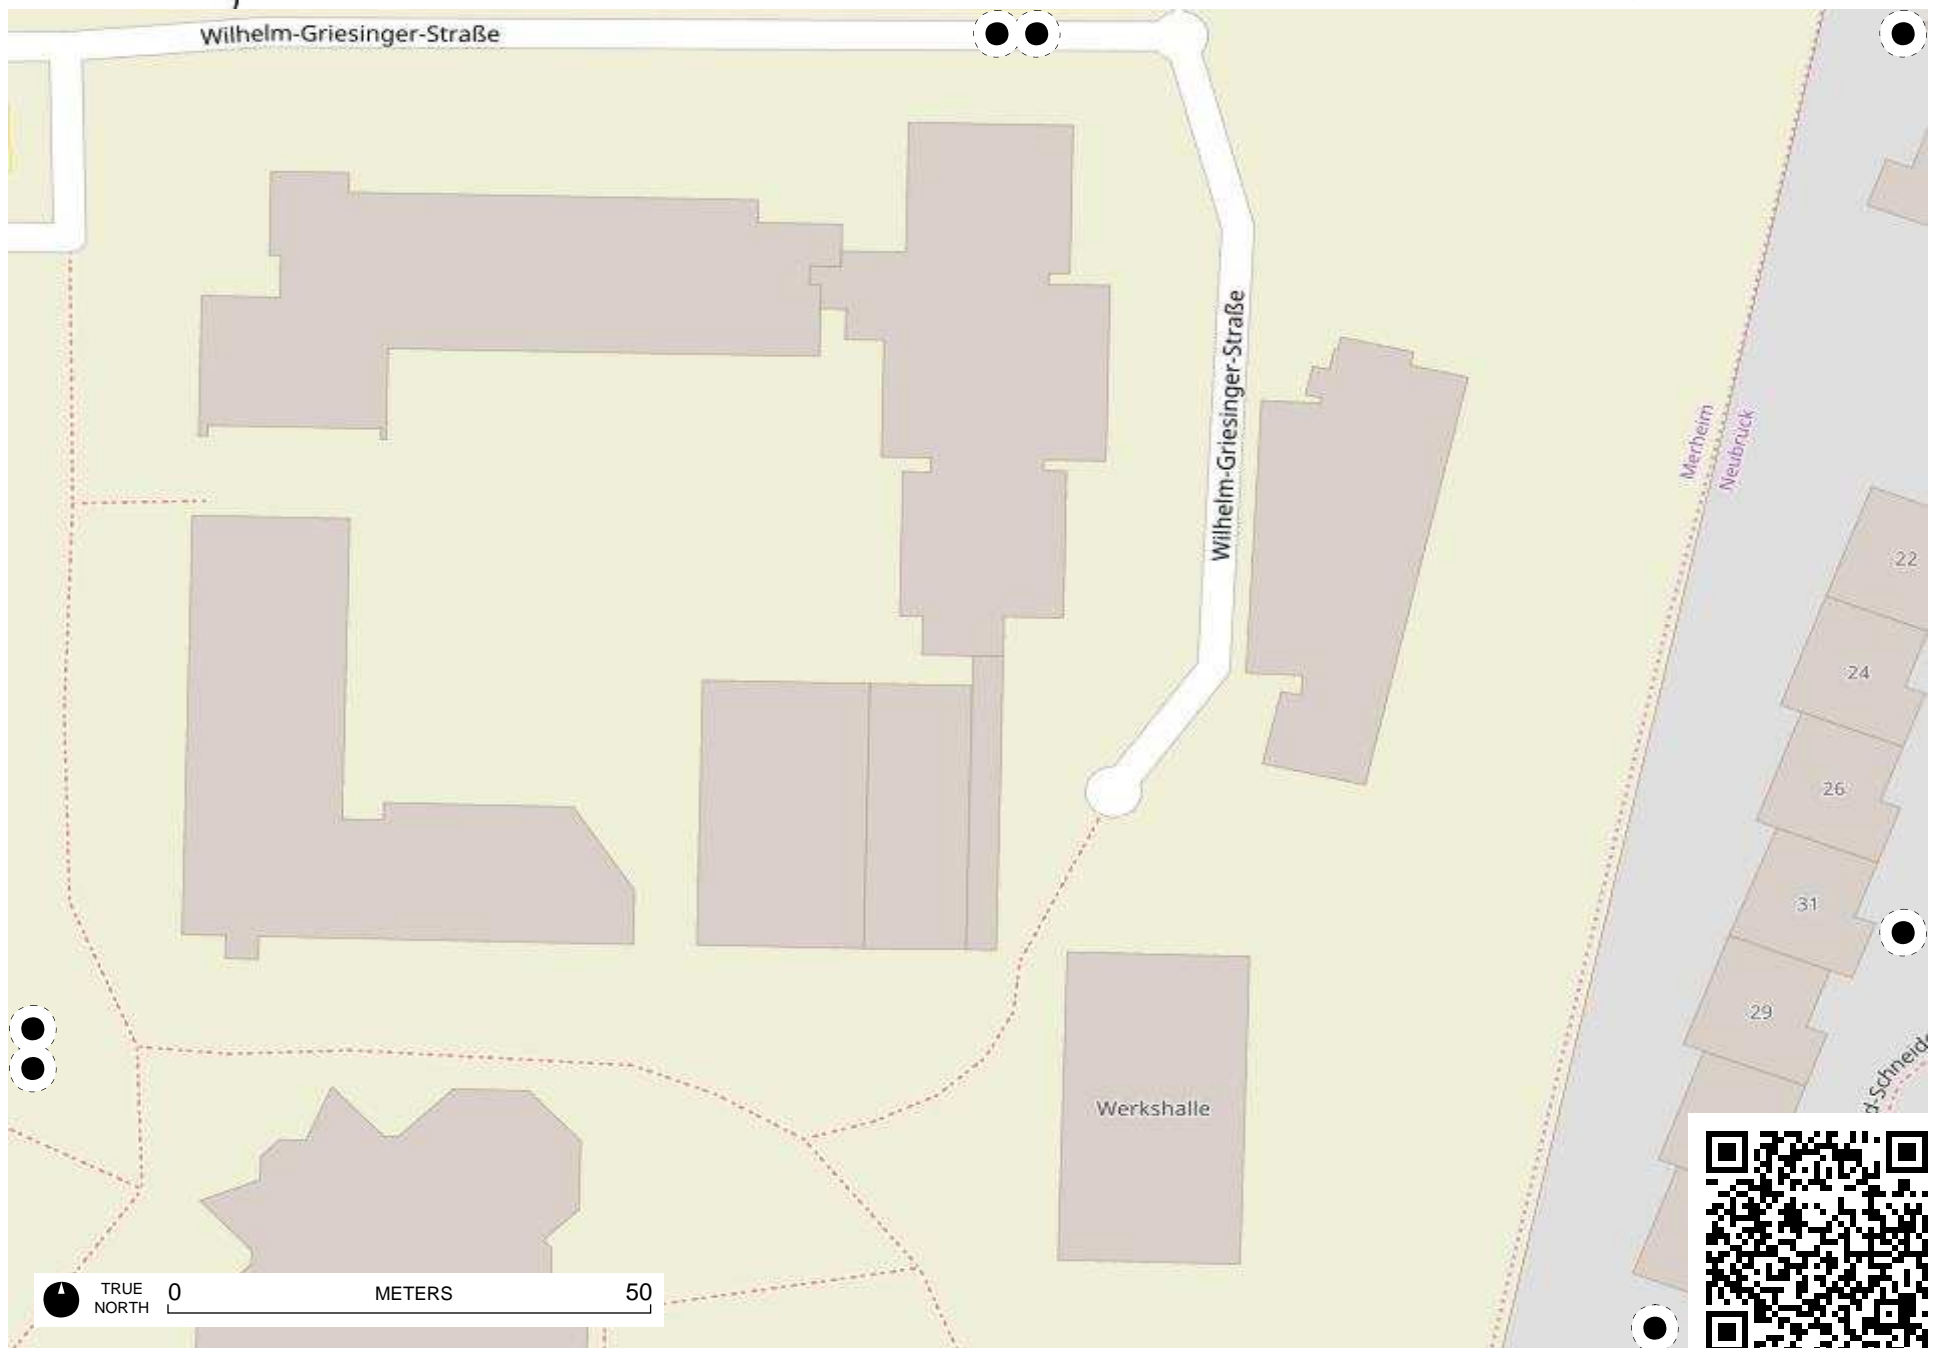 Wilhelm-Griesinger-Straße
Wilhelm-Griesinger-Straße
Merheim
Neubrück
22
24
26
31
29
d-Schneide
Werkshalle
TRUE
NORTH
0
METERS
50